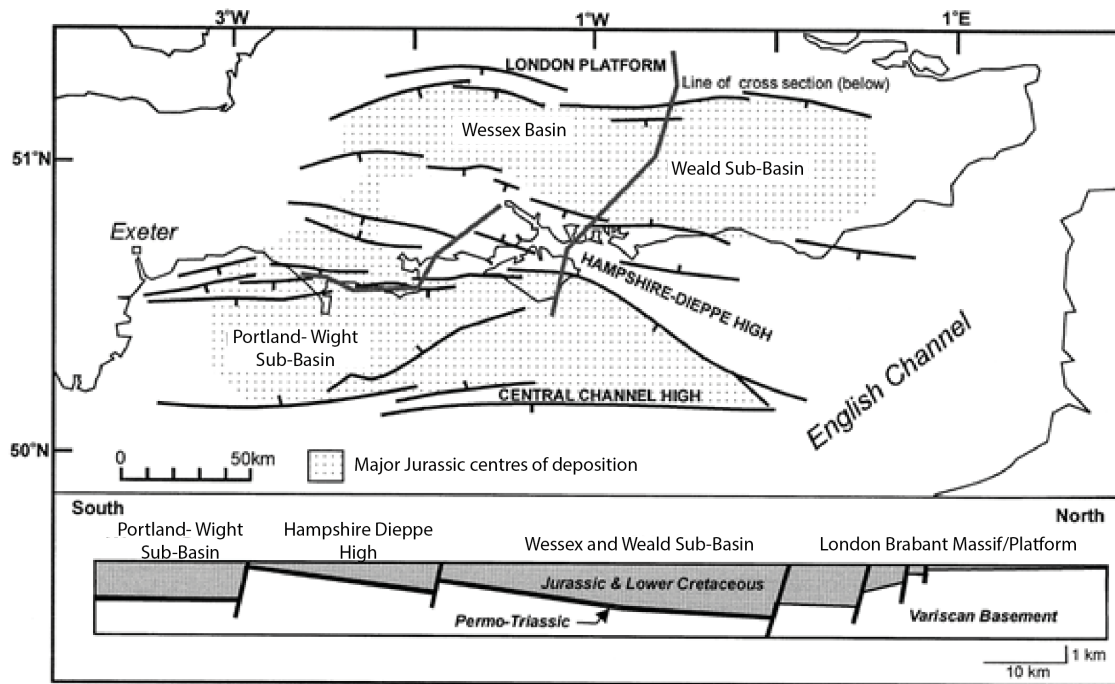 3°W
1°W
1°E
LONDON PLATFORM
Line of cross section (below)
Wessex Basin
51°N
Weald Sub-Basin
Exeter
HAMPSHIRE-DIEPPE HIGH
Portland- Wight
Sub-Basin
English Channel
CENTRAL CHANNEL HIGH
50°N
0
50km
Major Jurassic centres of deposition
South
North
Portland- Wight
Sub-Basin
Hampshire Dieppe
High
Wessex and Weald Sub-Basin
London Brabant Massif/Platform
Jurassic & Lower Cretaceous
Permo-Triassic
Variscan Basement
1 km
10 km